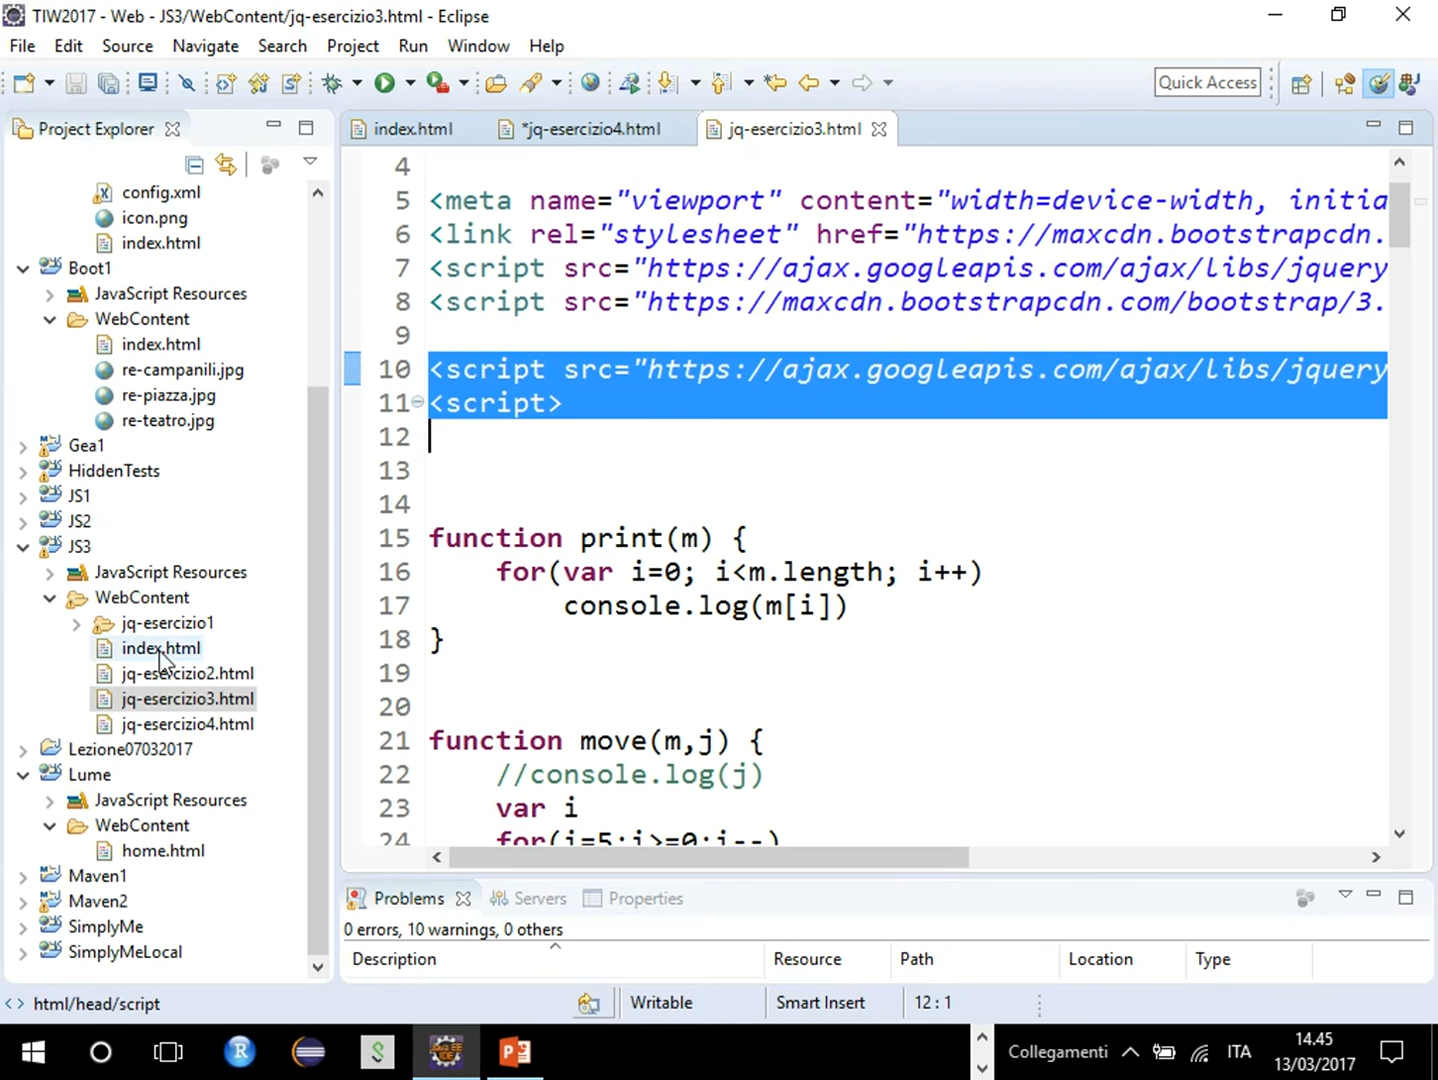 TIW2017 - Web - JS3/WebContent/jq-esercizio3.html - Eclipse
File Edit Source Navigate Search Project Run Window Help
Quick Access
Project Explorer
index.html *jq-esercizio4.html jq-esercizio3.html
config.xml
icon.png
index.html
Boot1
JavaScript Resources
WebContent
index.html
re-campanili.jpg
re-piazza.jpg
re-teatro.jpg
Gea1
HiddenTests
JS1
JS2
JS3
JavaScript Resources
WebContent
jq-esercizio1
index.html
jq-esercizio2.html
jq-esercizio3.html
jq-esercizio4.html
Lezione07032017
Lume
JavaScript Resources
WebContent
home.html
Maven1
Maven2
SimplyMe
SimplyMeLocal
4
5 <meta name="viewport" content="width=device-width, initia
6 <link rel="stylesheet" href="https://maxcdn.bootstrapcdn.
7 <script src="https://ajax.googleapis.com/ajax/libs/jquery
8 <script src="https://maxcdn.bootstrapcdn.com/bootstrap/3.
9
10 <script src="https://ajax.googleapis.com/ajax/libs/jquery
11 <script>
12
13
14
15 function print(m) {
16 for(var i=0; i<m.length; i++)
17 console.log(m[i])
18 }
19
20
21 function move(m,j) {
22 //console.log(j)
23 var i
24 for(i=5;i>=0;i--)
Problems Servers Properties
0 errors, 10 warnings, 0 others
Description Resource Path Location Type
html/head/script Writable Smart Insert 12 : 1
Collegamenti ITA 14.45
13/03/2017